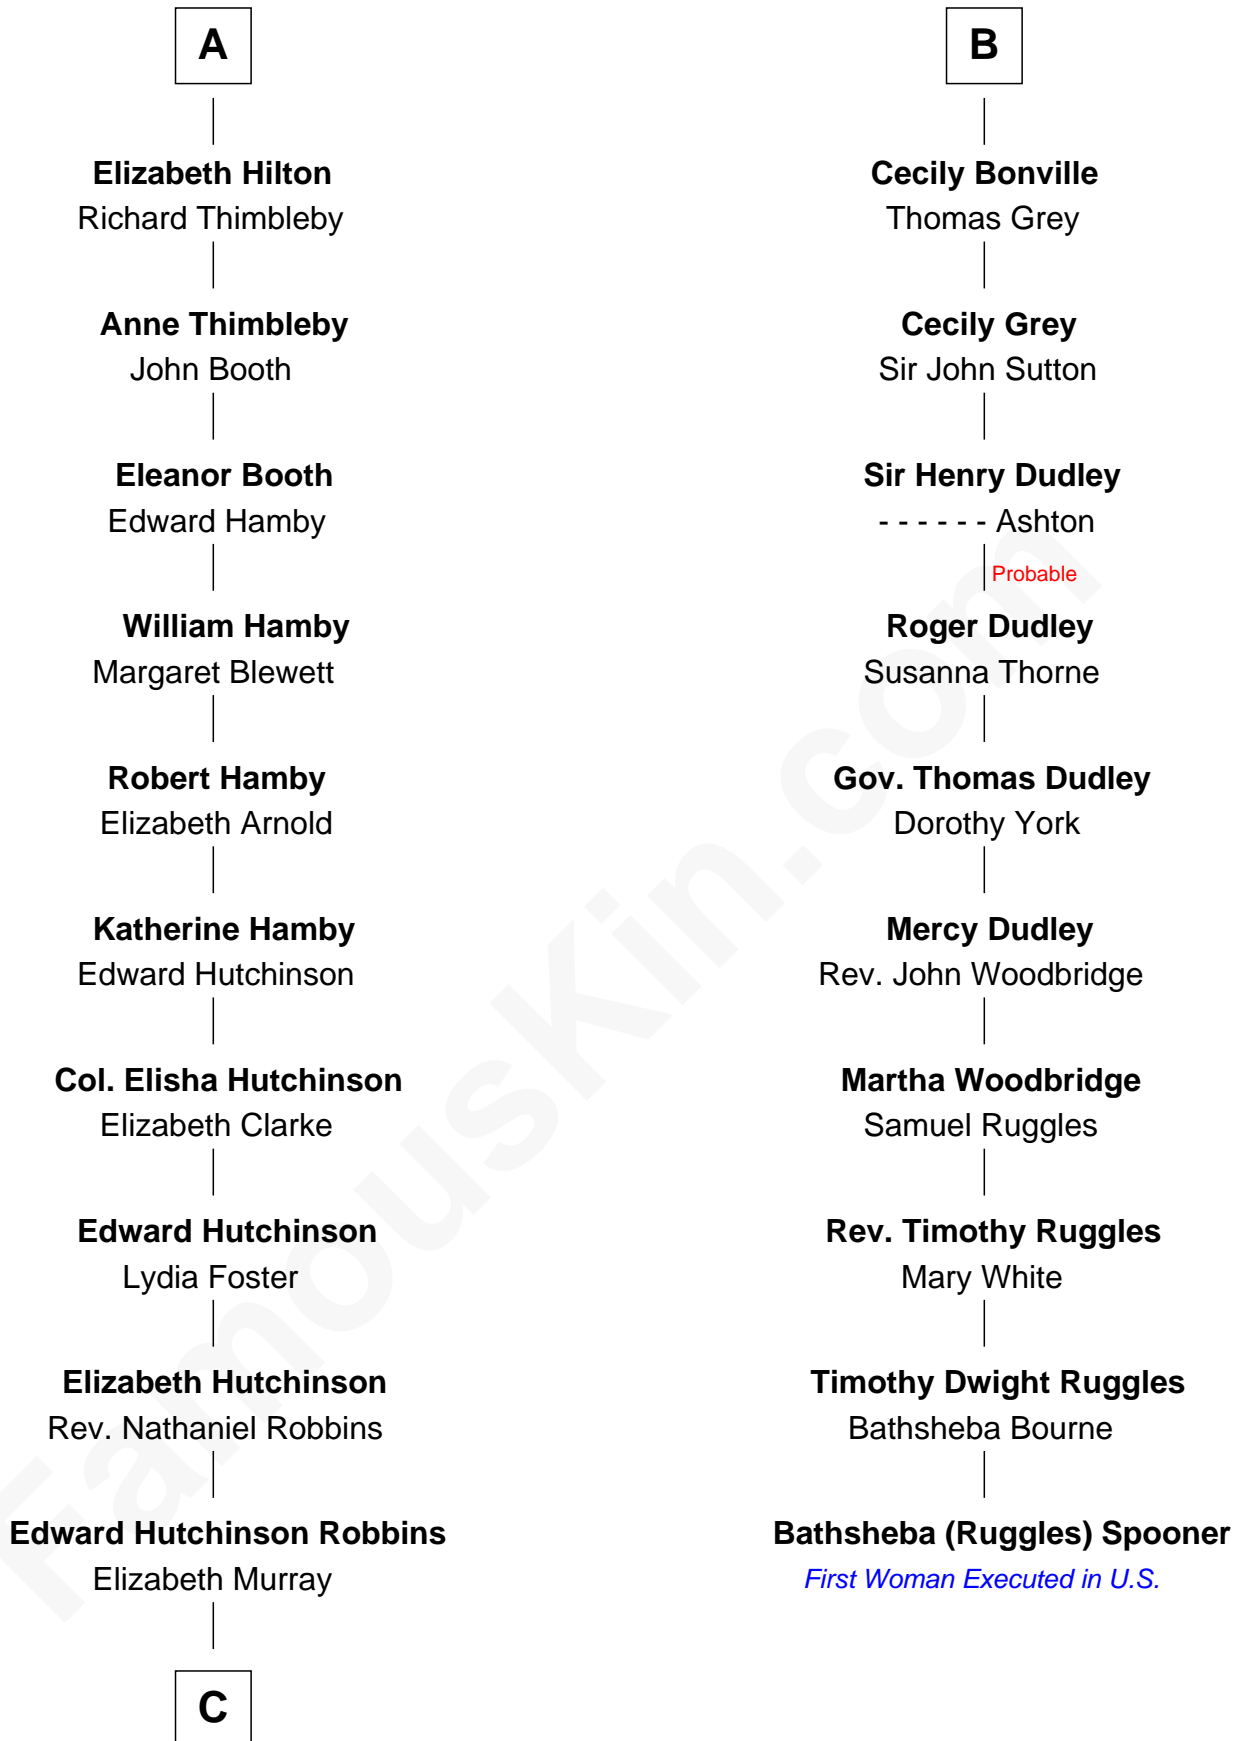 A
Elizabeth Hilton
Richard Thimbleby
Anne Thimbleby
John Booth
Eleanor Booth
Edward Hamby
William Hamby
Margaret Blewett
Robert Hamby
Elizabeth Arnold
Katherine Hamby
Edward Hutchinson
Col. Elisha Hutchinson
Elizabeth Clarke
Edward Hutchinson
Lydia Foster
Elizabeth Hutchinson
Rev. Nathaniel Robbins
Edward Hutchinson Robbins
Elizabeth Murray
C
B
Cecily Bonville
Thomas Grey
Cecily Grey
Sir John Sutton
Sir Henry Dudley
- - - - - - Ashton
Probable
Roger Dudley
Susanna Thorne
Gov. Thomas Dudley
Dorothy York
Mercy Dudley
Rev. John Woodbridge
Martha Woodbridge
Samuel Ruggles
Rev. Timothy Ruggles
Mary White
Timothy Dwight Ruggles
Bathsheba Bourne
Bathsheba (Ruggles) Spooner
First Woman Executed in U.S.
FamousKin.com